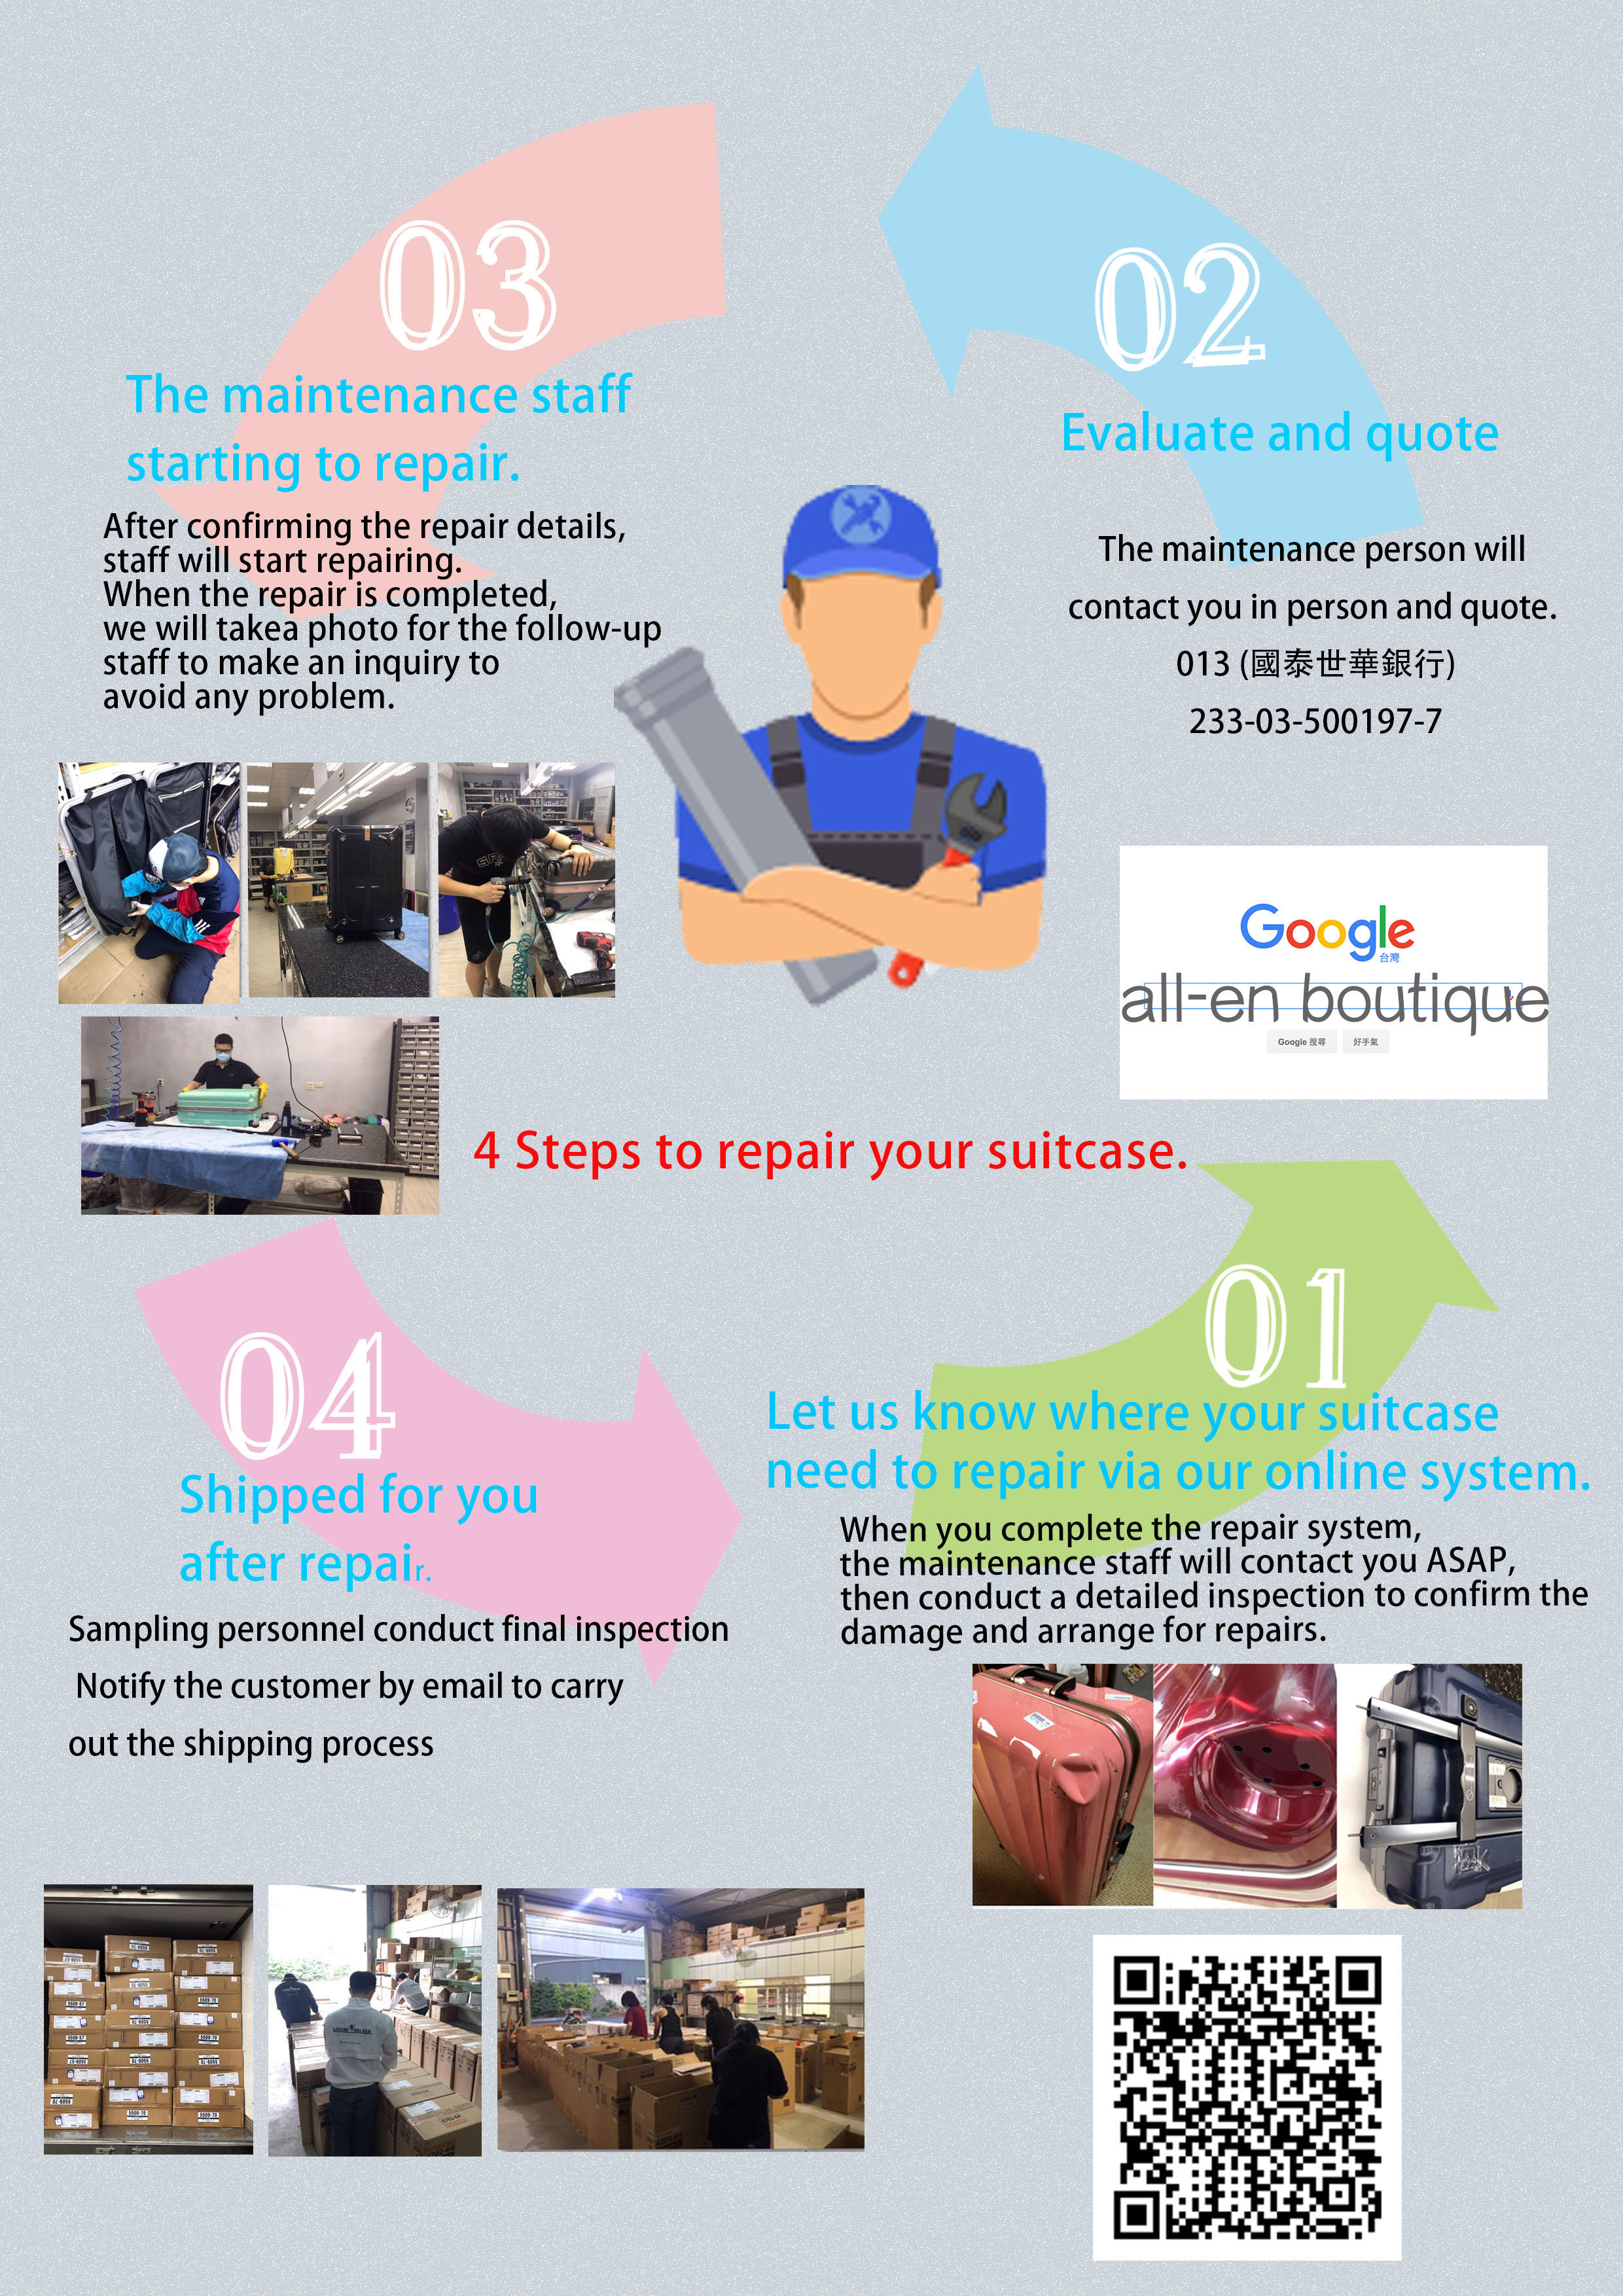 03
The maintenance staff
starting to repair.
After confirming the repair details,
staff will start repairing.
When the repair is completed,
we will takea photo for the follow-up
staff to make an inquiry to
avoid any problem.
02
Evaluate and quote
The maintenance person will
contact you in person and quote.
013 (國泰世華銀行)
233-03-500197-7
Google
台灣
all-en boutique
Google 搜尋
好手氣
4 Steps to repair your suitcase.
04
Shipped for you
after repair.
Sampling personnel conduct final inspection
Notify the customer by email to carry
out the shipping process
01
Let us know where your suitcase
need to repair via our online system.
When you complete the repair system,
the maintenance staff will contact you ASAP,
then conduct a detailed inspection to confirm the
damage and arrange for repairs.